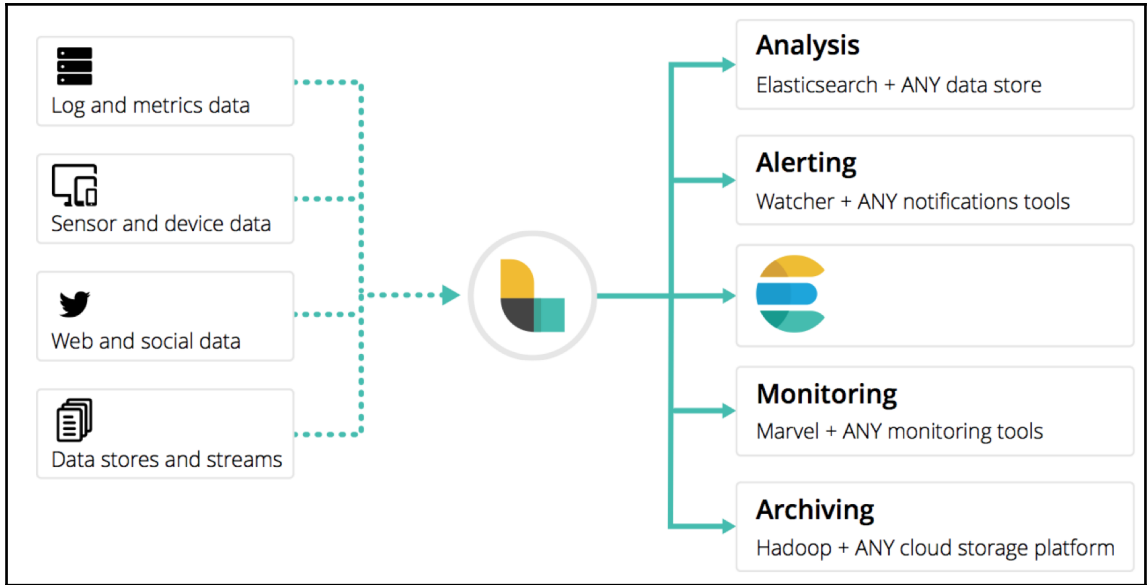 Log and metrics data
Sensor and device data
Web and social data
Data stores and streams
Analysis
Elasticsearch + ANY data store
Alerting
Watcher + ANY notifications tools
Monitoring
Marvel + ANY monitoring tools
Archiving
Hadoop + ANY cloud storage platform